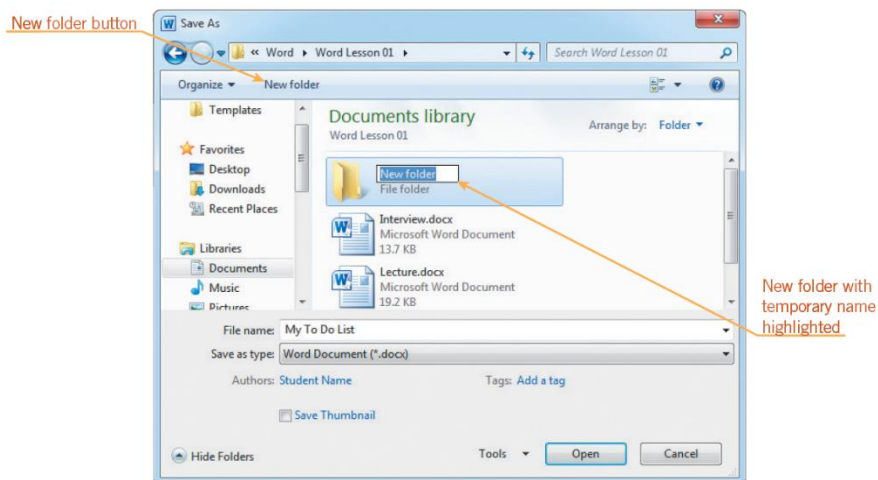 New folder button
Save As
« Word ▸ Word Lesson 01 ▸
Search Word Lesson 01
Organize
New folder
Templates
Favorites
Desktop
Downloads
Recent Places
Libraries
Documents
Music
Pictures
Documents library
Word Lesson 01
Arrange by: Folder
New folder
File folder
Interview.docx
Microsoft Word Document
13.7 KB
Lecture.docx
Microsoft Word Document
19.2 KB
New folder with
temporary name
highlighted
File name: My To Do List
Save as type: Word Document (*.docx)
Authors: Student Name Tags: Add a tag
Save Thumbnail
Hide Folders
Tools
Open
Cancel